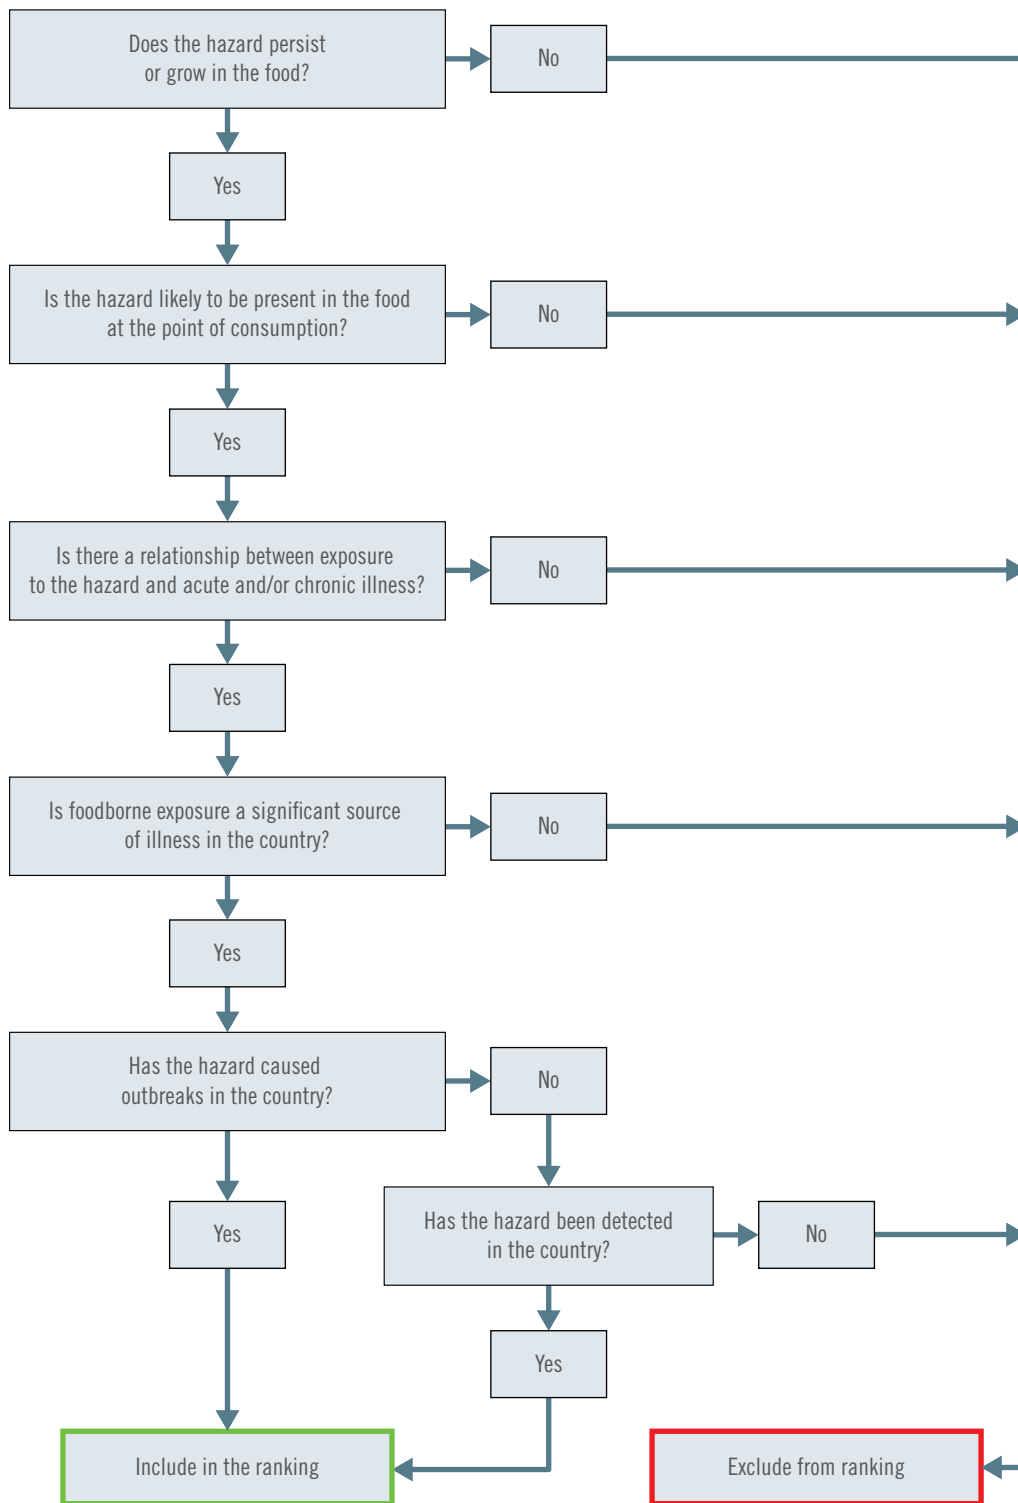 Does the hazard persist
or grow in the food?
No
Yes
Is the hazard likely to be present in the food
at the point of consumption?
No
Yes
Is there a relationship between exposure
to the hazard and acute and/or chronic illness?
No
Yes
Is foodborne exposure a significant source
of illness in the country?
No
Yes
Has the hazard caused
outbreaks in the country?
No
Yes
Has the hazard been detected
in the country?
No
Yes
Include in the ranking
Exclude from ranking